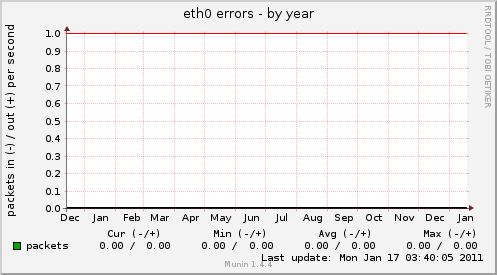 eth0 errors - by year
RRDTOOL / TOBI OETIKER
packets in (-) / out (+) per second
1.0
0.9
0.8
0.7
0.6
0.5
0.4
0.3
0.2
0.1
0.0
Dec Jan Feb Mar Apr May Jun Jul Aug Sep Oct Nov Dec Jan
Cur (-/+) Min (-/+) Avg (-/+) Max (-/+)
packets 0.00 / 0.00 0.00 / 0.00 0.00 / 0.00 0.00 / 0.00
Last update: Mon Jan 17 03:40:05 2011
Munin 1.4.4